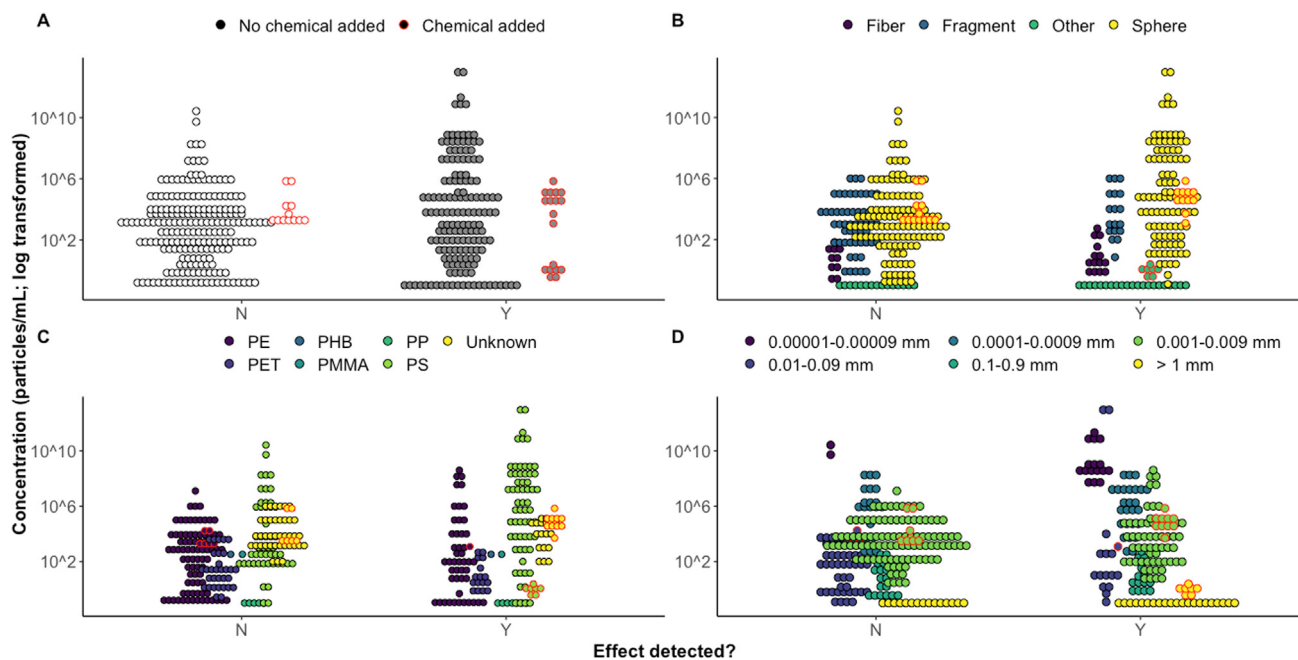 A
No chemical added
Chemical added
10^10
10^6
10^2
N
Y
B
Fiber
Fragment
Other
Sphere
10^10
10^6
10^2
N
Y
Concentration (particles/mL; log transformed)
C
PE
PHB
PP
Unknown
PET
PMMA
PS
10^10
10^6
10^2
N
Y
D
0.00001-0.00009 mm
0.0001-0.0009 mm
0.001-0.009 mm
0.01-0.09 mm
0.1-0.9 mm
> 1 mm
10^10
10^6
10^2
N
Y
Effect detected?